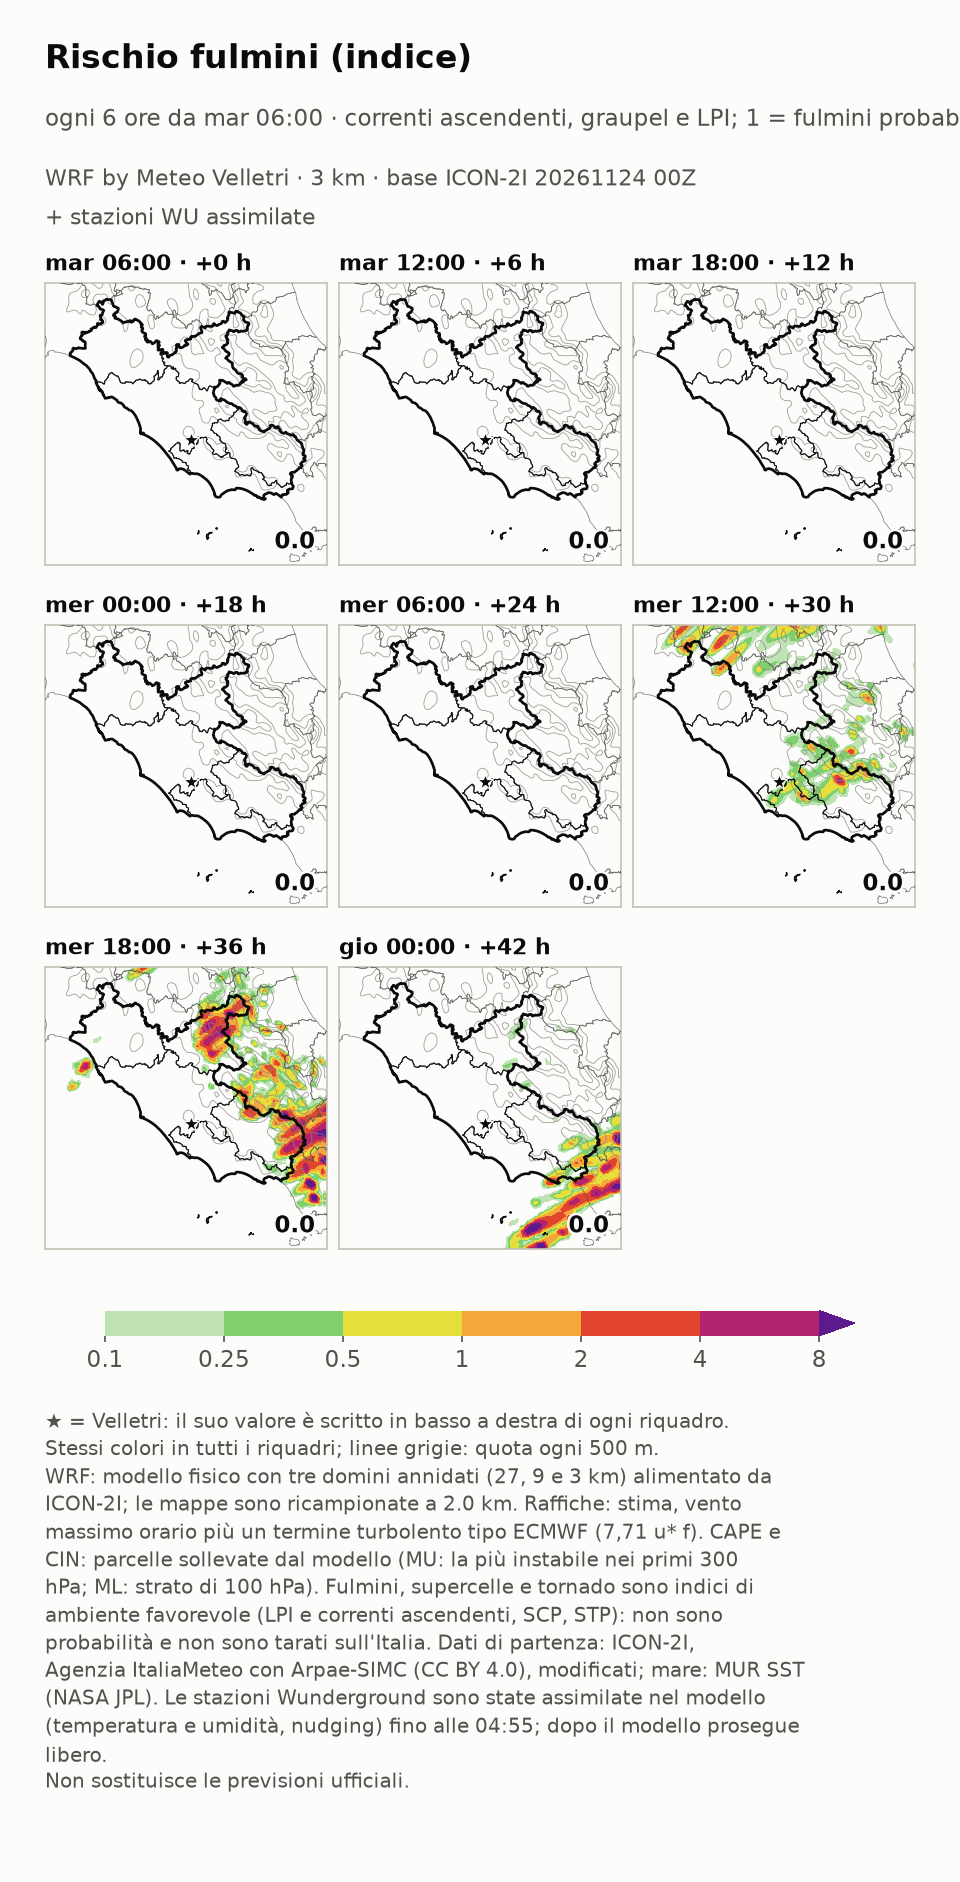 Rischio fulmini (indice)
ogni 6 ore da mar 06:00 · correnti ascendenti, graupel e LPI; 1 = fulmini probab
WRF by Meteo Velletri · 3 km · base ICON-2I 20261124 00Z
+ stazioni WU assimilate
mar 06:00 · +0 h
mar 12:00 · +6 h
mar 18:00 · +12 h
0.0
0.0
0.0
mer 00:00 · +18 h
mer 06:00 · +24 h
mer 12:00 · +30 h
0.0
0.0
0.0
mer 18:00 · +36 h
gio 00:00 · +42 h
0.0
0.0
0.1
0.25
0.5
1
2
4
8
★ = Velletri: il suo valore è scritto in basso a destra di ogni riquadro.
Stessi colori in tutti i riquadri; linee grigie: quota ogni 500 m.
WRF: modello fisico con tre domini annidati (27, 9 e 3 km) alimentato da
ICON-2I; le mappe sono ricampionate a 2.0 km. Raffiche: stima, vento
massimo orario più un termine turbolento tipo ECMWF (7,71 u* f). CAPE e
CIN: parcelle sollevate dal modello (MU: la più instabile nei primi 300
hPa; ML: strato di 100 hPa). Fulmini, supercelle e tornado sono indici di
ambiente favorevole (LPI e correnti ascendenti, SCP, STP): non sono
probabilità e non sono tarati sull'Italia. Dati di partenza: ICON-2I,
Agenzia ItaliaMeteo con Arpae-SIMC (CC BY 4.0), modificati; mare: MUR SST
(NASA JPL). Le stazioni Wunderground sono state assimilate nel modello
(temperatura e umidità, nudging) fino alle 04:55; dopo il modello prosegue
libero.
Non sostituisce le previsioni ufficiali.